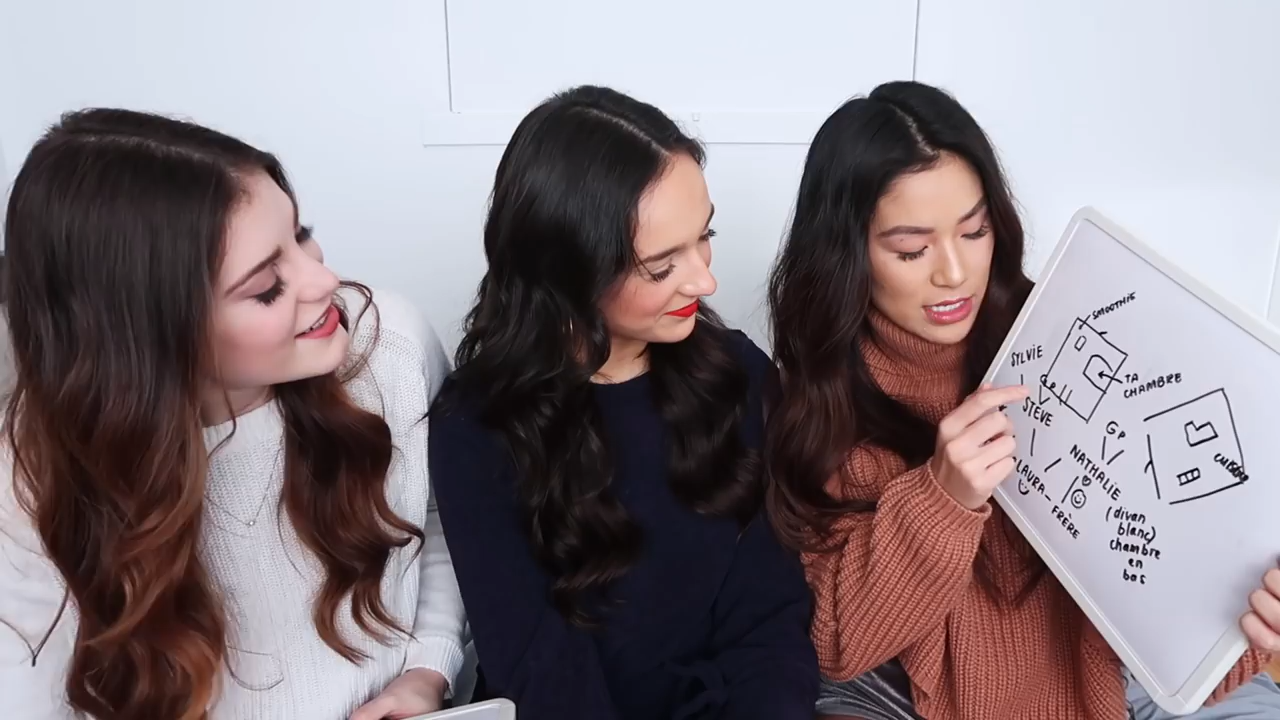 SMOOTHIE
SYLVIE
TA
CHAMBRE
STEVE
GP
NATHALIE
LAURA
FRÈRE
(divan
blanc)
chambre
en
bas